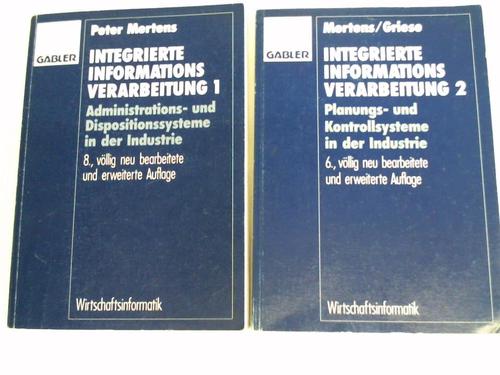 GABLER
Peter Mertens
INTEGRIERTE
INFORMATIONS
VERARBEITUNG 1
Administrations- und
Dispositionssysteme
in der Industrie
8., völlig neu bearbeitete
und erweiterte Auflage
Wirtschaftsinformatik
GABLER
Mertens/Griese
INTEGRIERTE
INFORMATIONS
VERARBEITUNG 2
Planungs- und
Kontrollsysteme
in der Industrie
6., völlig neu bearbeitete
und erweiterte Auflage
Wirtschaftsinformatik